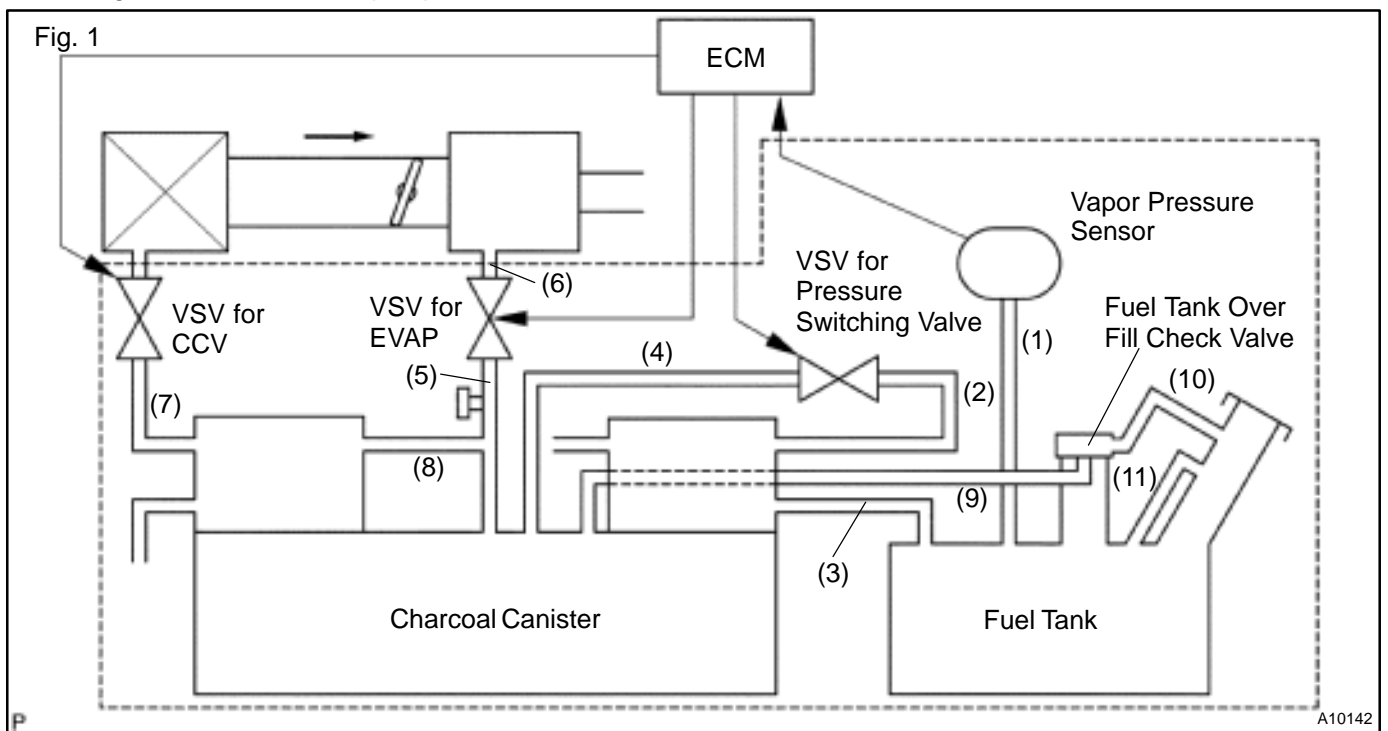 Fig. 1
ECM
Vapor Pressure
Sensor
VSV for
Pressure
Switching Valve
Fuel Tank Over
Fill Check Valve
VSV for
CCV
VSV for
EVAP
(6)
(1)
(4)
(5)
(2)
(10)
(7)
(8)
(9)
(11)
(3)
Charcoal Canister
Fuel Tank
P
A10142